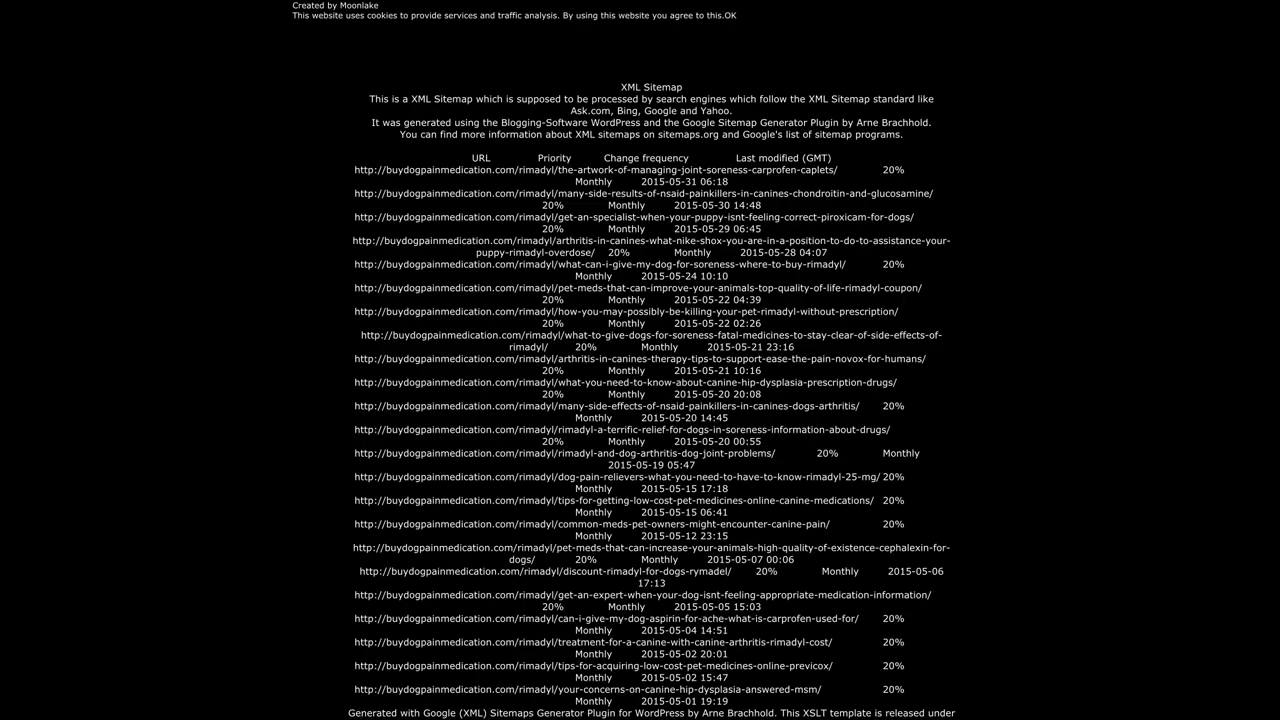 Created by Moonlake
This website uses cookies to provide services and traffic analysis. By using this website you agree to this.OK
XML Sitemap
This is a XML Sitemap which is supposed to be processed by search engines which follow the XML Sitemap standard like
Ask.com, Bing, Google and Yahoo.
It was generated using the Blogging-Software WordPress and the Google Sitemap Generator Plugin by Arne Brachhold.
You can find more information about XML sitemaps on sitemaps.org and Google's list of sitemap programs.
URL Priority Change frequency Last modified (GMT)
http://buydogpainmedication.com/rimadyl/the-artwork-of-managing-joint-soreness-carprofen-caplets/ 20%
Monthly 2015-05-31 06:18
http://buydogpainmedication.com/rimadyl/many-side-results-of-nsaid-painkillers-in-canines-chondroitin-and-glucosamine/
20% Monthly 2015-05-30 14:48
http://buydogpainmedication.com/rimadyl/get-an-specialist-when-your-puppy-isnt-feeling-correct-piroxicam-for-dogs/
20% Monthly 2015-05-29 06:45
http://buydogpainmedication.com/rimadyl/arthritis-in-canines-what-nike-shox-you-are-in-a-position-to-do-to-assistance-your-
puppy-rimadyl-overdose/ 20% Monthly 2015-05-28 04:07
http://buydogpainmedication.com/rimadyl/what-can-i-give-my-dog-for-soreness-where-to-buy-rimadyl/ 20%
Monthly 2015-05-24 10:10
http://buydogpainmedication.com/rimadyl/pet-meds-that-can-improve-your-animals-top-quality-of-life-rimadyl-coupon/
20% Monthly 2015-05-22 04:39
http://buydogpainmedication.com/rimadyl/how-you-may-possibly-be-killing-your-pet-rimadyl-without-prescription/
20% Monthly 2015-05-22 02:26
http://buydogpainmedication.com/rimadyl/what-to-give-dogs-for-soreness-fatal-medicines-to-stay-clear-of-side-effects-of-
rimadyl/ 20% Monthly 2015-05-21 23:16
http://buydogpainmedication.com/rimadyl/arthritis-in-canines-therapy-tips-to-support-ease-the-pain-novox-for-humans/
20% Monthly 2015-05-21 10:16
http://buydogpainmedication.com/rimadyl/what-you-need-to-know-about-canine-hip-dysplasia-prescription-drugs/
20% Monthly 2015-05-20 20:08
http://buydogpainmedication.com/rimadyl/many-side-effects-of-nsaid-painkillers-in-canines-dogs-arthritis/ 20%
Monthly 2015-05-20 14:45
http://buydogpainmedication.com/rimadyl/rimadyl-a-terrific-relief-for-dogs-in-soreness-information-about-drugs/
20% Monthly 2015-05-20 00:55
http://buydogpainmedication.com/rimadyl/rimadyl-and-dog-arthritis-dog-joint-problems/ 20% Monthly
2015-05-19 05:47
http://buydogpainmedication.com/rimadyl/dog-pain-relievers-what-you-need-to-have-to-know-rimadyl-25-mg/ 20%
Monthly 2015-05-15 17:18
http://buydogpainmedication.com/rimadyl/tips-for-getting-low-cost-pet-medicines-online-canine-medications/ 20%
Monthly 2015-05-15 06:41
http://buydogpainmedication.com/rimadyl/common-meds-pet-owners-might-encounter-canine-pain/ 20%
Monthly 2015-05-12 23:15
http://buydogpainmedication.com/rimadyl/pet-meds-that-can-increase-your-animals-high-quality-of-existence-cephalexin-for-
dogs/ 20% Monthly 2015-05-07 00:06
http://buydogpainmedication.com/rimadyl/discount-rimadyl-for-dogs-rymadel/ 20% Monthly 2015-05-06
17:13
http://buydogpainmedication.com/rimadyl/get-an-expert-when-your-dog-isnt-feeling-appropriate-medication-information/
20% Monthly 2015-05-05 15:03
http://buydogpainmedication.com/rimadyl/can-i-give-my-dog-aspirin-for-ache-what-is-carprofen-used-for/ 20%
Monthly 2015-05-04 14:51
http://buydogpainmedication.com/rimadyl/treatment-for-a-canine-with-canine-arthritis-rimadyl-cost/ 20%
Monthly 2015-05-02 20:01
http://buydogpainmedication.com/rimadyl/tips-for-acquiring-low-cost-pet-medicines-online-previcox/ 20%
Monthly 2015-05-02 15:47
http://buydogpainmedication.com/rimadyl/your-concerns-on-canine-hip-dysplasia-answered-msm/ 20%
Monthly 2015-05-01 19:19
Generated with Google (XML) Sitemaps Generator Plugin for WordPress by Arne Brachhold. This XSLT template is released under